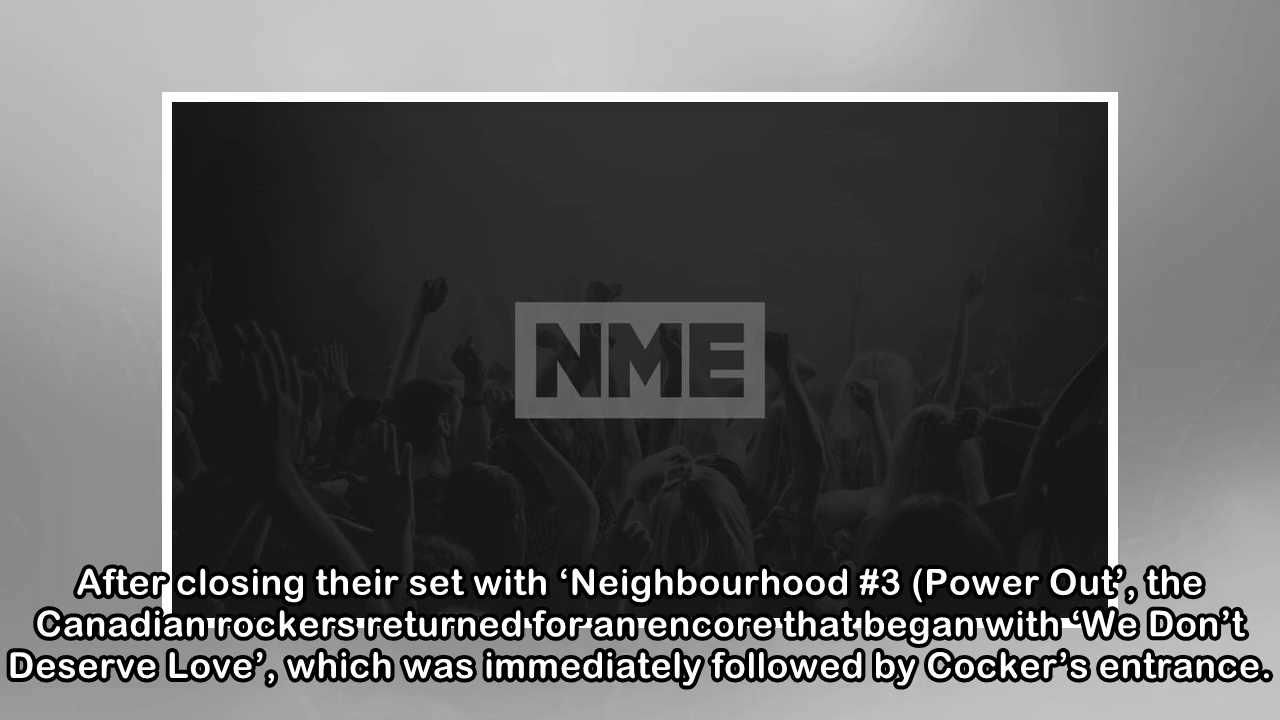 NME
After closing their set with ‘Neighbourhood #3 (Power Out’, the
Canadian rockers returned for an encore that began with ‘We Don’t
Deserve Love’, which was immediately followed by Cocker’s entrance.